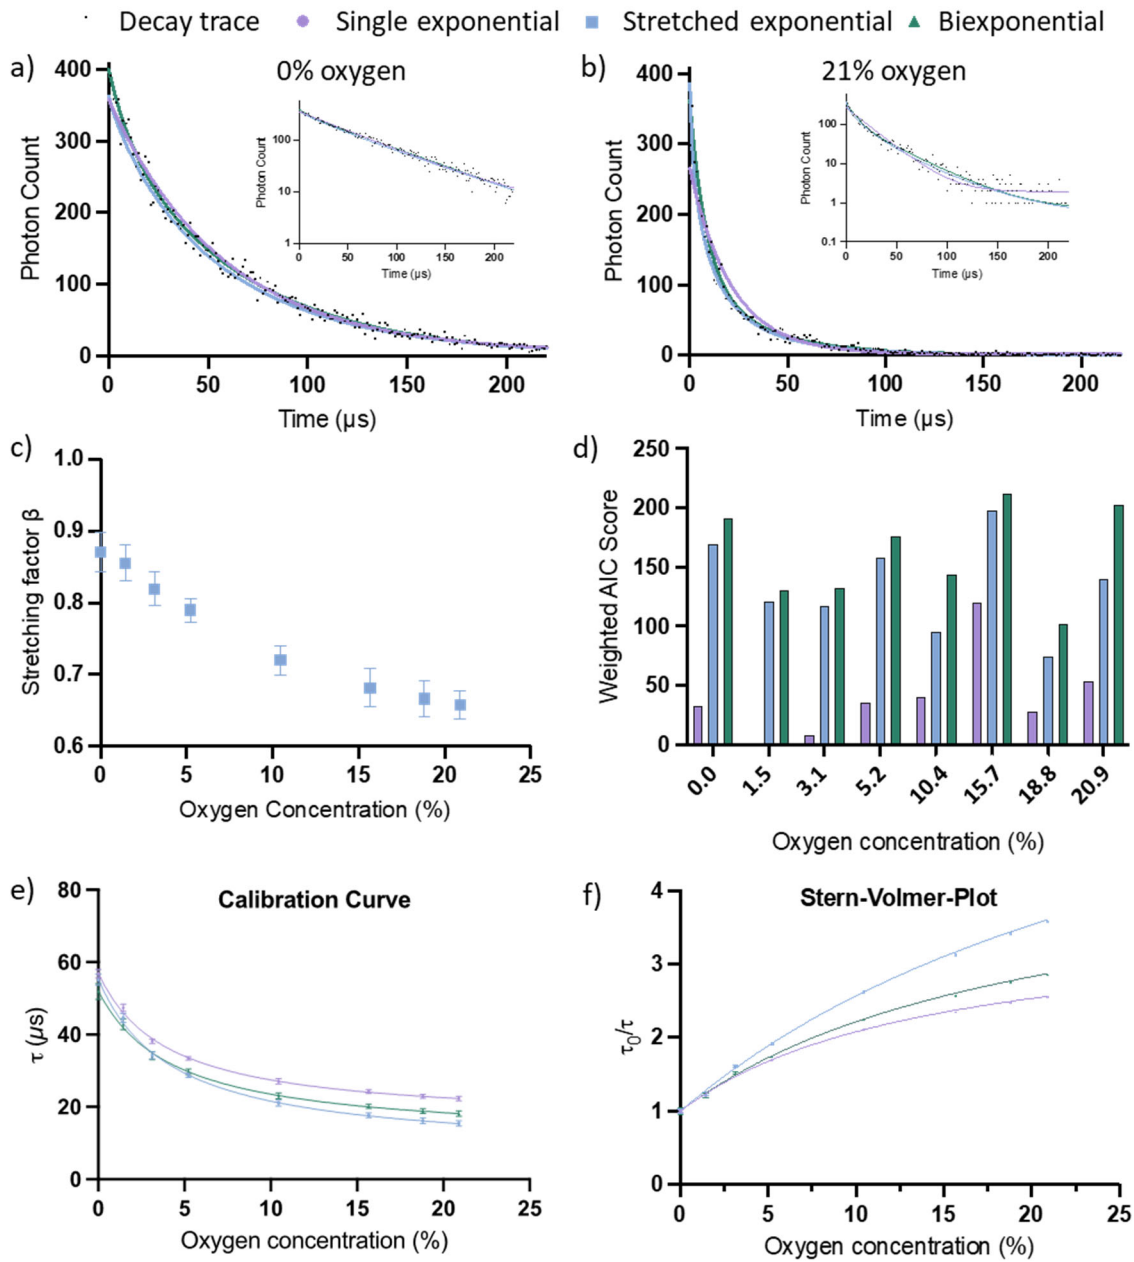 Decay trace Single exponential Stretched exponential Biexponential
a) 0% oxygen
400
300
200
100
0
Photon Count
0 50 100 150 200
Time (µs)
100
10
1
Photon Count
0 50 100 150 200
Time (µs)
b) 21% oxygen
400
300
200
100
0
Photon Count
0 50 100 150 200
Time (µs)
100
10
1
0.1
Photon Count
0 50 100 150 200
Time (µs)
c)
1.0
0.9
0.8
0.7
0.6
Stretching factor β
0 5 10 15 20 25
Oxygen Concentration (%)
d)
250
200
150
100
50
0
Weighted AIC Score
0.0 1.5 3.1 5.2 10.4 15.7 18.8 20.9
Oxygen concentration (%)
e) Calibration Curve
80
60
40
20
0
τ (µs)
0 5 10 15 20 25
Oxygen concentration (%)
f) Stern-Volmer-Plot
4
3
2
1
0
τ0/τ
0 5 10 15 20 25
Oxygen concentration (%)